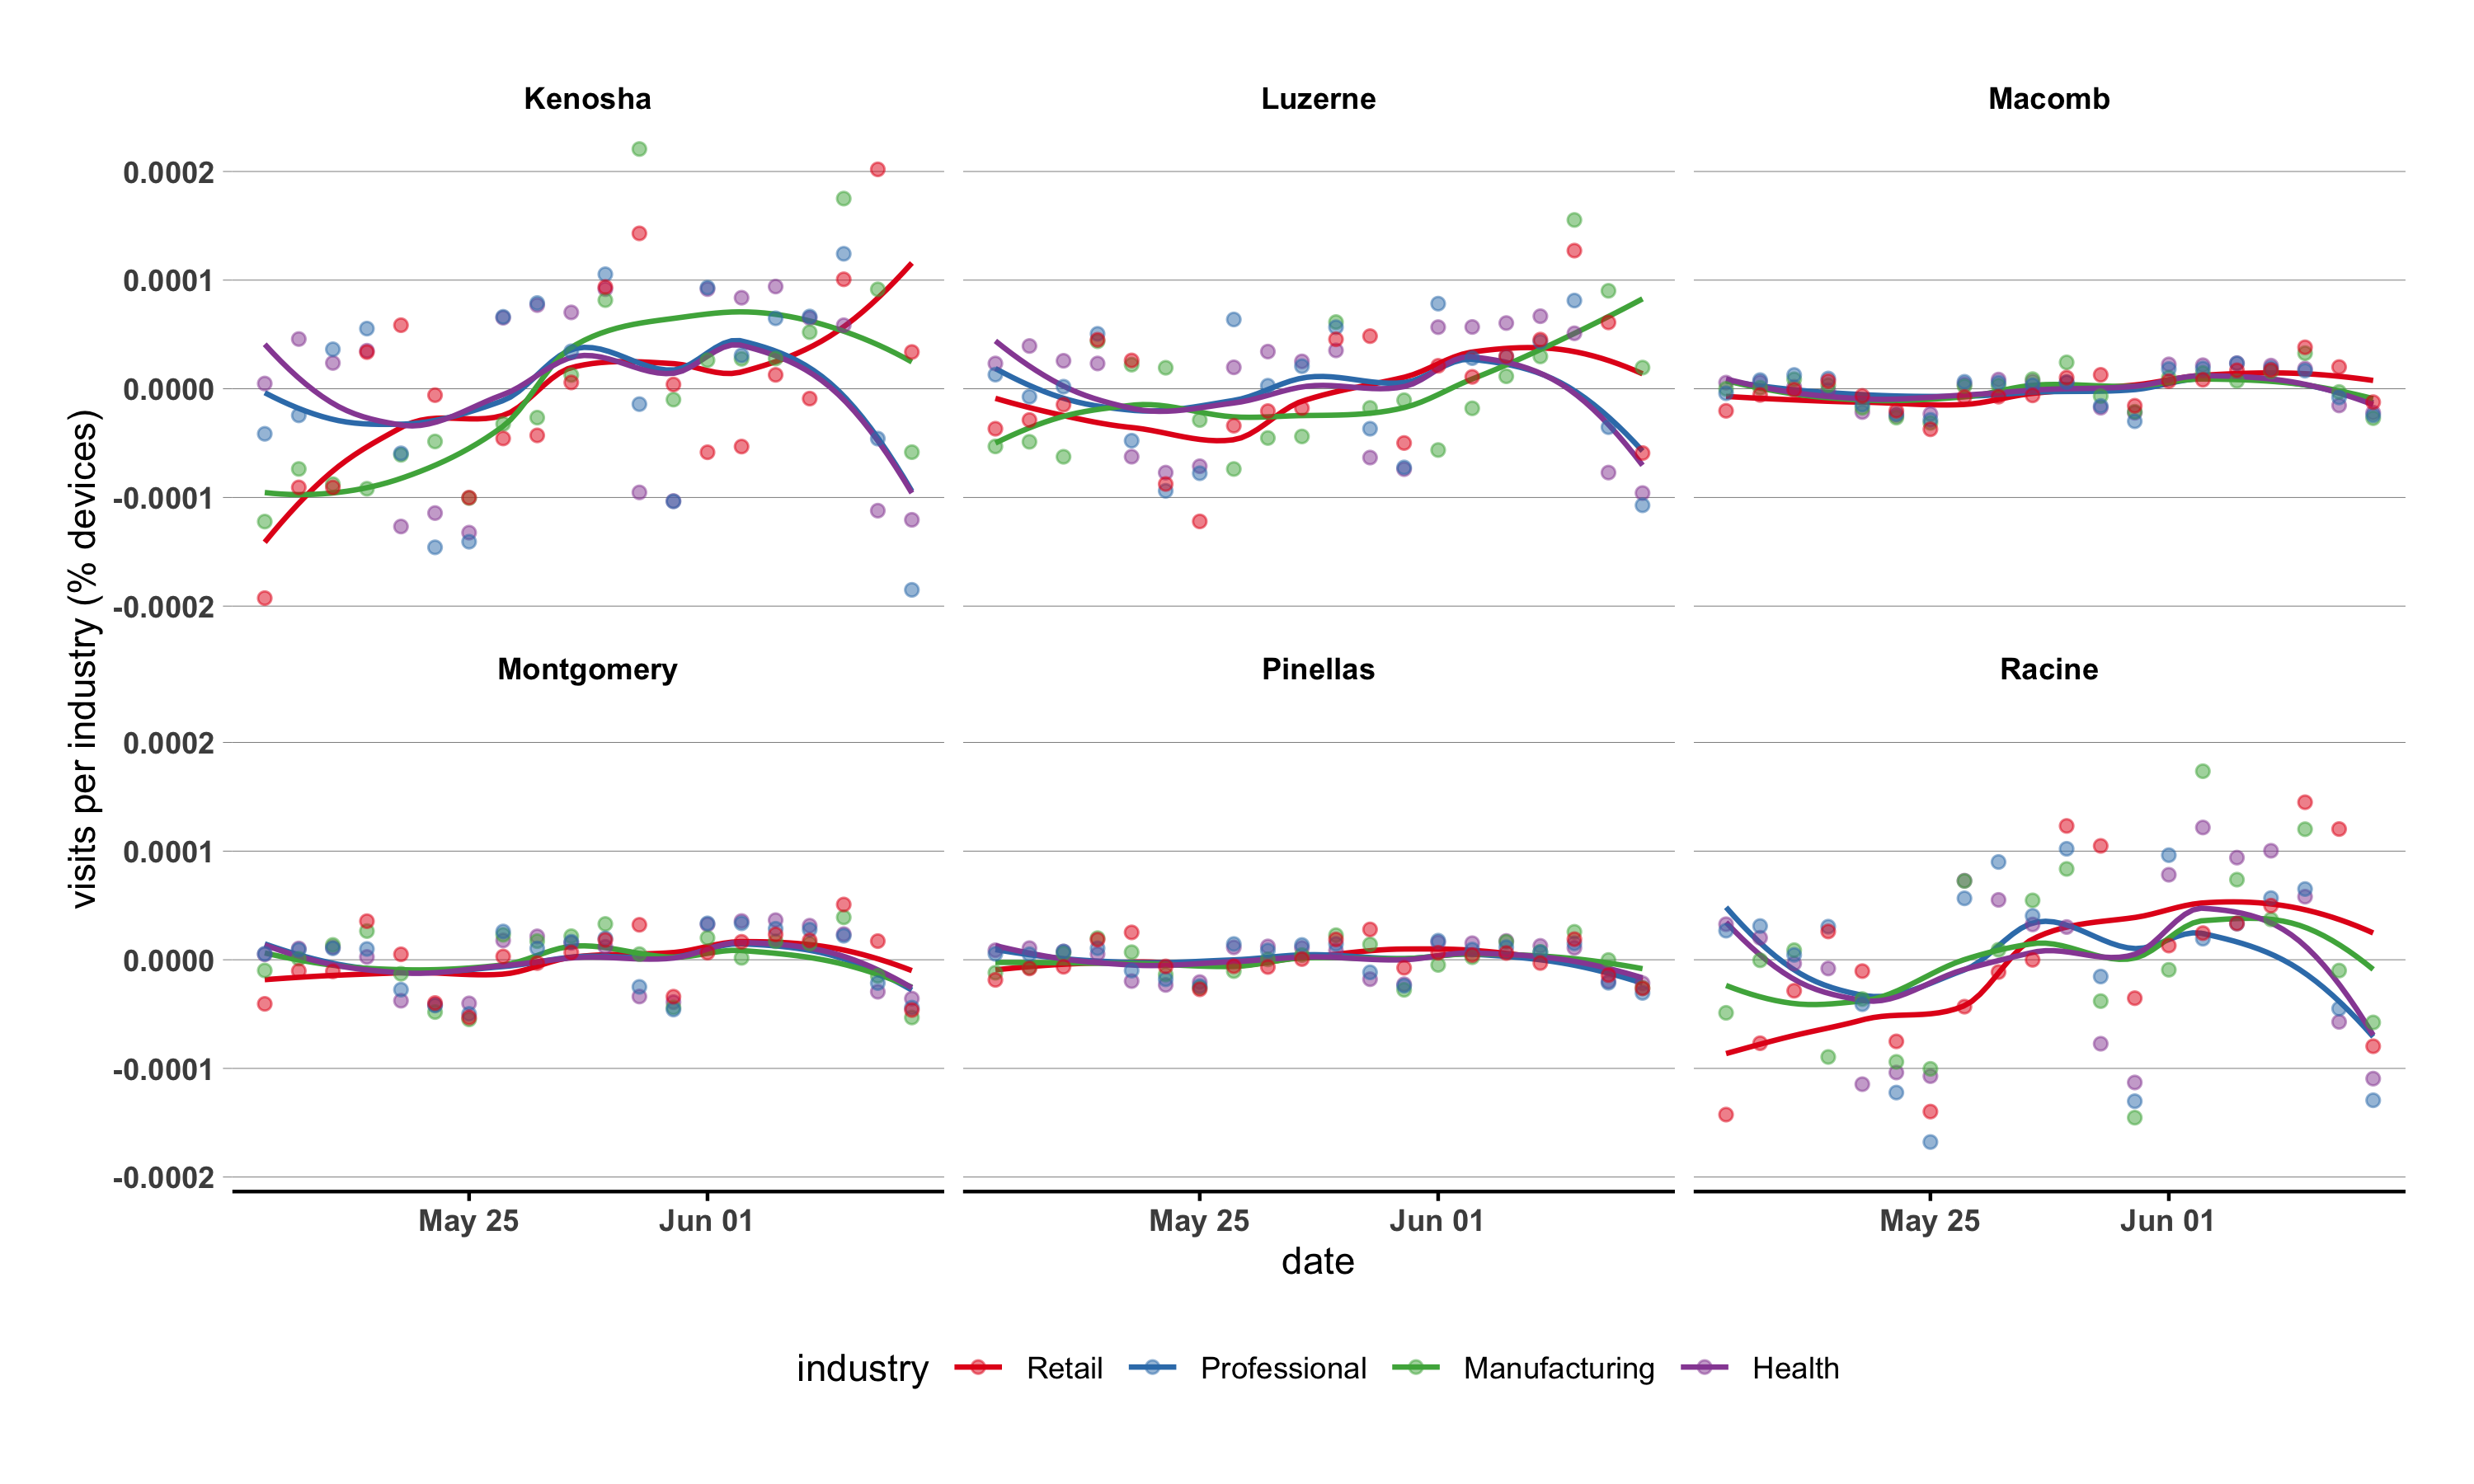 Kenosha Luzerne Macomb
visits per industry (% devices)
0.0002
0.0001
0.0000
-0.0001
-0.0002
Montgomery Pinellas Racine
0.0002
0.0001
0.0000
-0.0001
-0.0002
May 25 Jun 01 May 25 Jun 01 May 25 Jun 01
date
industry Retail Professional Manufacturing Health